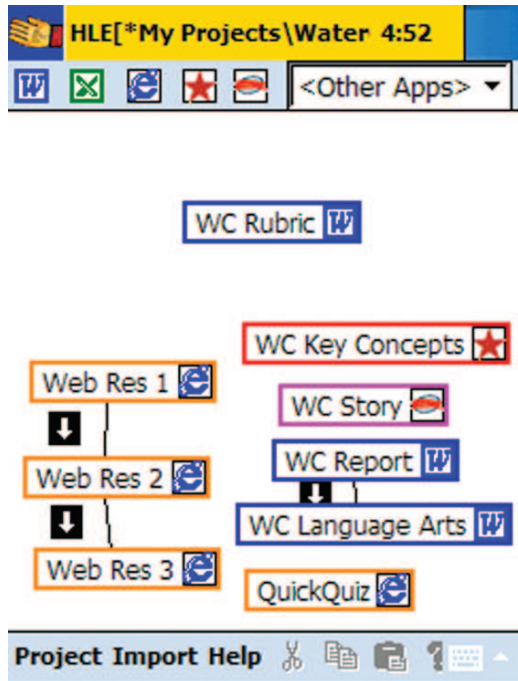 HLE[*My Projects\Water 4:52
<Other Apps>
WC Rubric
WC Key Concepts
Web Res 1
WC Story
Web Res 2
WC Report
WC Language Arts
Web Res 3
QuickQuiz
Project Import Help